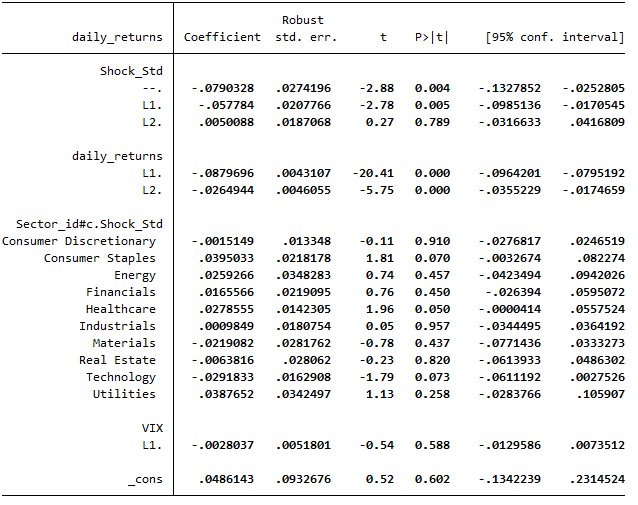 Robust
daily_returns Coefficient std. err. t P>|t| [95% conf. interval]
Shock_Std
--. -.0790328 .0274196 -2.88 0.004 -.1327852 -.0252805
L1. -.057784 .0207766 -2.78 0.005 -.0985136 -.0170545
L2. .0050088 .0187068 0.27 0.789 -.0316633 .0416809
daily_returns
L1. -.0879696 .0043107 -20.41 0.000 -.0964201 -.0795192
L2. -.0264944 .0046055 -5.75 0.000 -.0355229 -.0174659
Sector_id#c.Shock_Std
Consumer Discretionary -.0015149 .013348 -0.11 0.910 -.0276817 .0246519
Consumer Staples .0395033 .0218178 1.81 0.070 -.0032674 .082274
Energy .0259266 .0348283 0.74 0.457 -.0423494 .0942026
Financials .0165566 .0219095 0.76 0.450 -.026394 .0595072
Healthcare .0278555 .0142305 1.96 0.050 -.0000414 .0557524
Industrials .0009849 .0180754 0.05 0.957 -.0344495 .0364192
Materials -.0219082 .0281762 -0.78 0.437 -.0771436 .0333273
Real Estate -.0063816 .028062 -0.23 0.820 -.0613933 .0486302
Technology -.0291833 .0162908 -1.79 0.073 -.0611192 .0027526
Utilities .0387652 .0342497 1.13 0.258 -.0283766 .105907
VIX
L1. -.0028037 .0051801 -0.54 0.588 -.0129586 .0073512
_cons .0486143 .0932676 0.52 0.602 -.1342239 .2314524